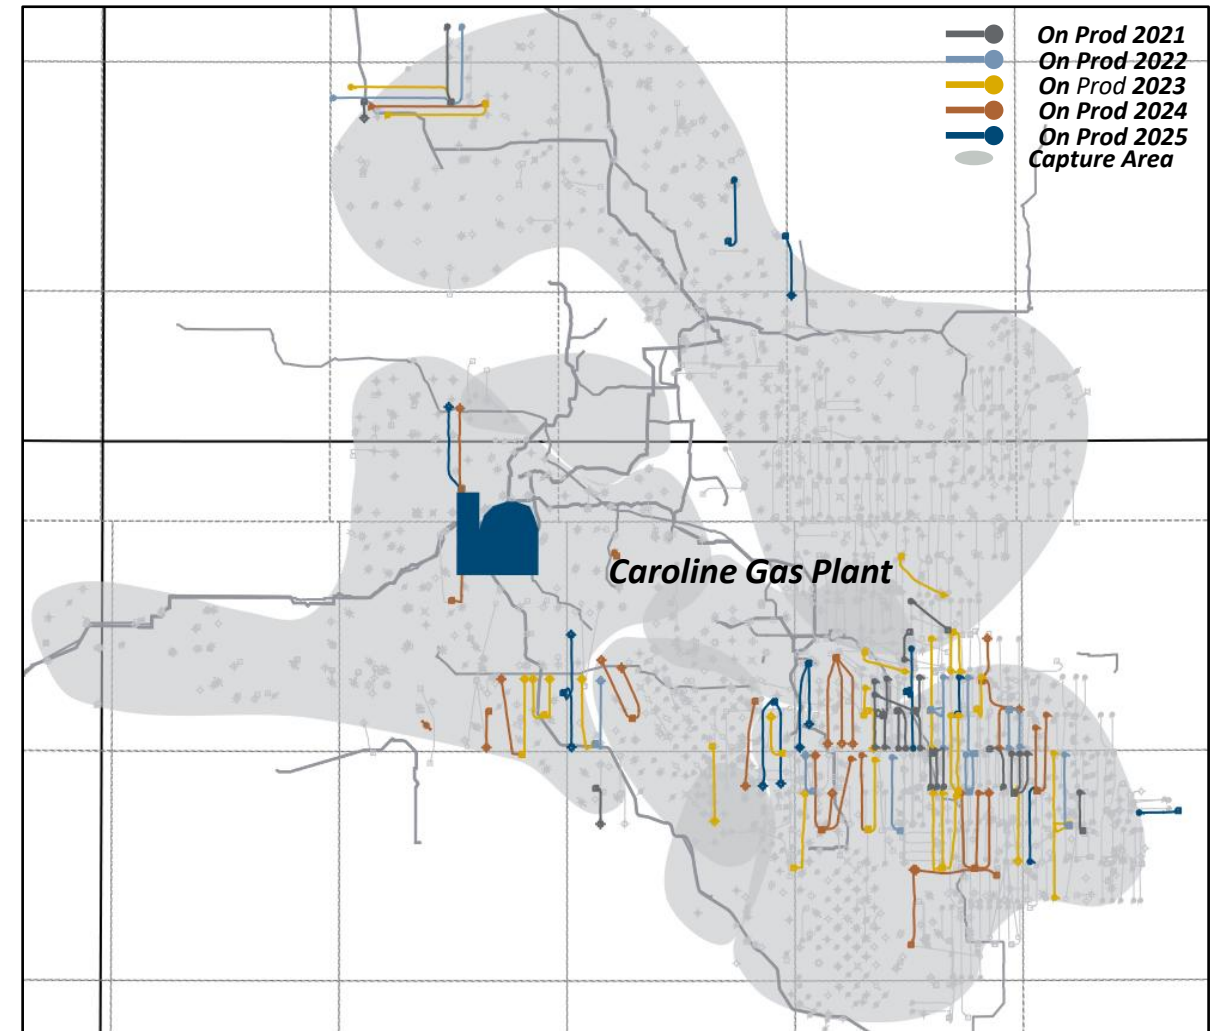 On Prod 2021
On Prod 2022
On Prod 2023
On Prod 2024
On Prod 2025
Capture Area
Caroline Gas Plant